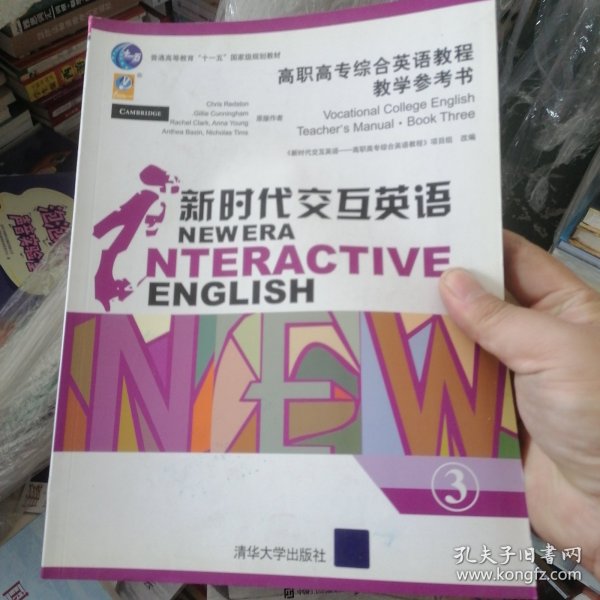 普通高等教育“十一五”国家级规划教材
高职高专综合英语教程
教学参考书
Vocational College English
Teacher's Manual · Book Three
《新时代交互英语——高职高专综合英语教程》项目组 改编
CAMBRIDGE
Chris Redston
Gillie Cunningham
Rachel Clark, Anna Young
Anthea Bazin, Nicholas Tims
原版作者
新时代交互英语
NEW ERA
INTERACTIVE
ENGLISH
NEW
3
清华大学出版社
孔夫子旧书网
www.kongfz.com